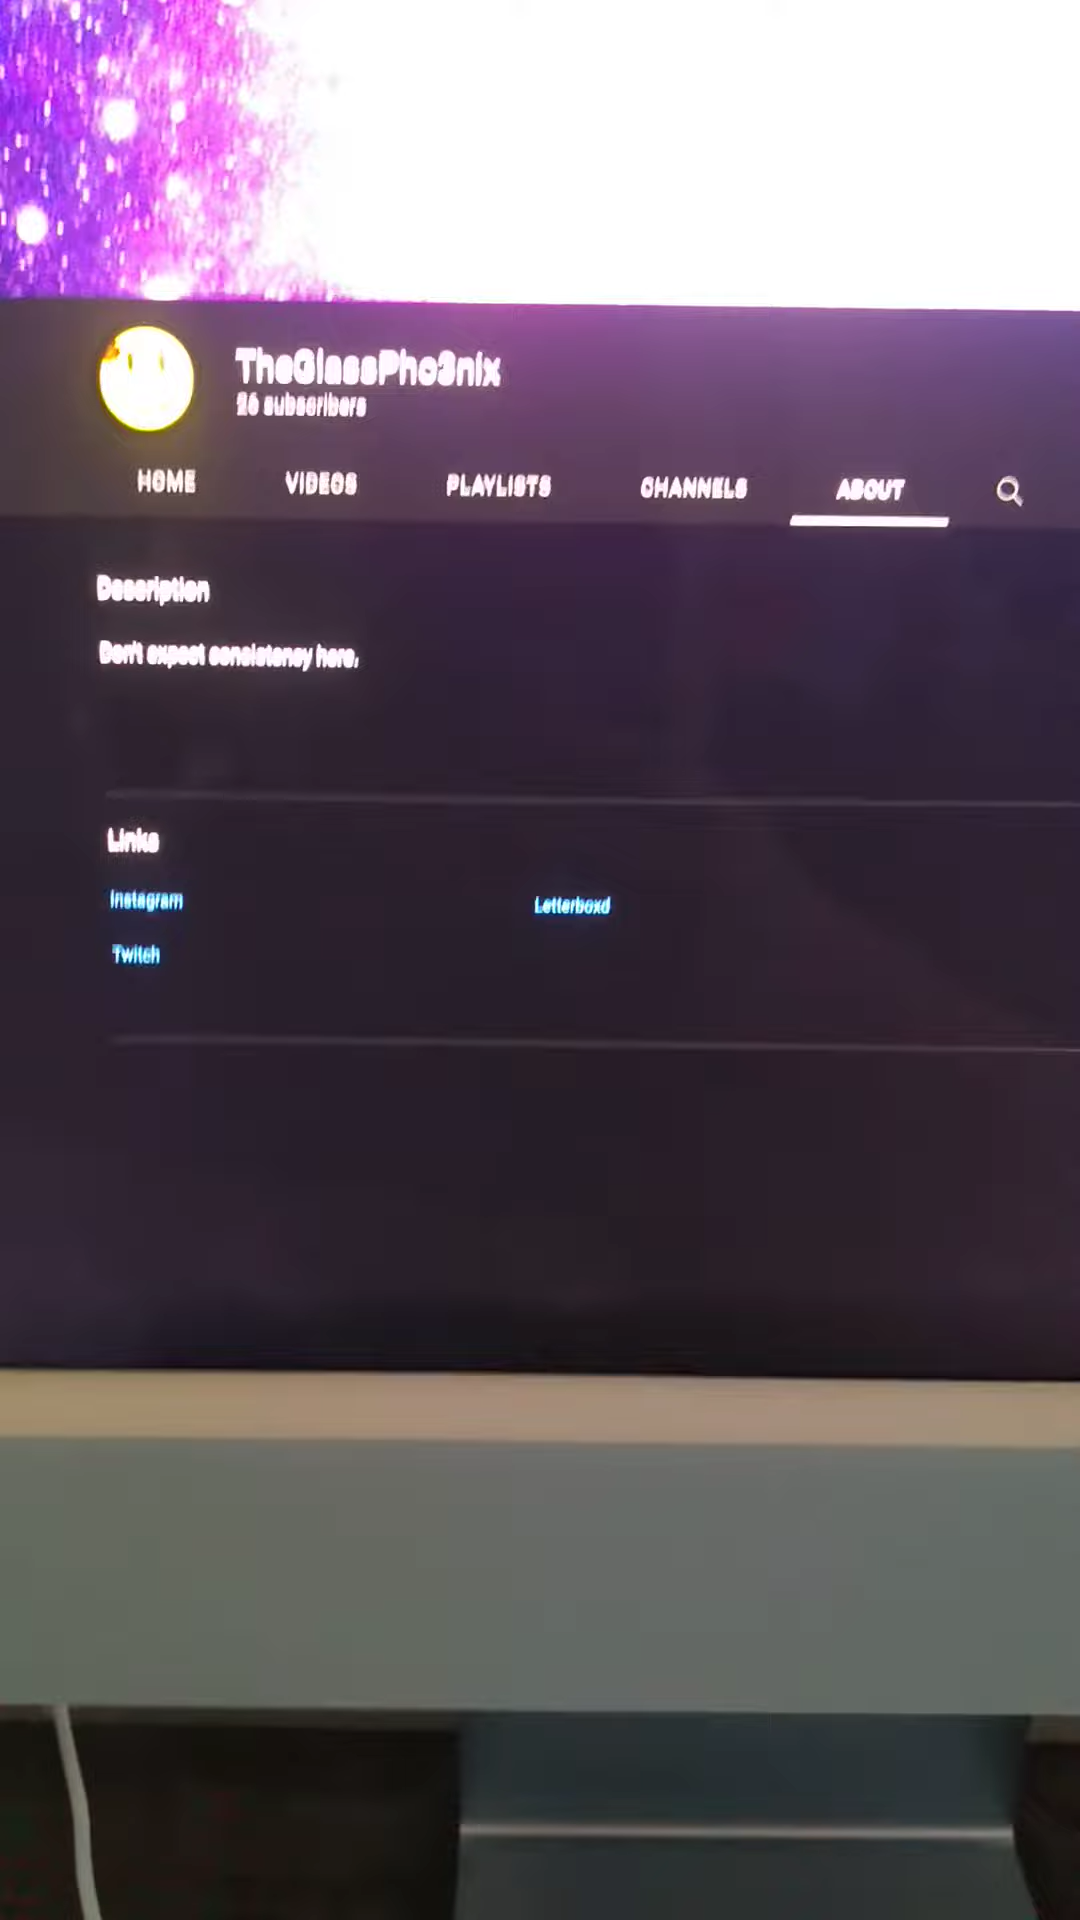 TheGlassPho3nix
26 subscribers
HOME VIDEOS PLAYLISTS CHANNELS ABOUT
Description
Don't expect consistency here.
Links
Instagram Letterboxd
Twitch